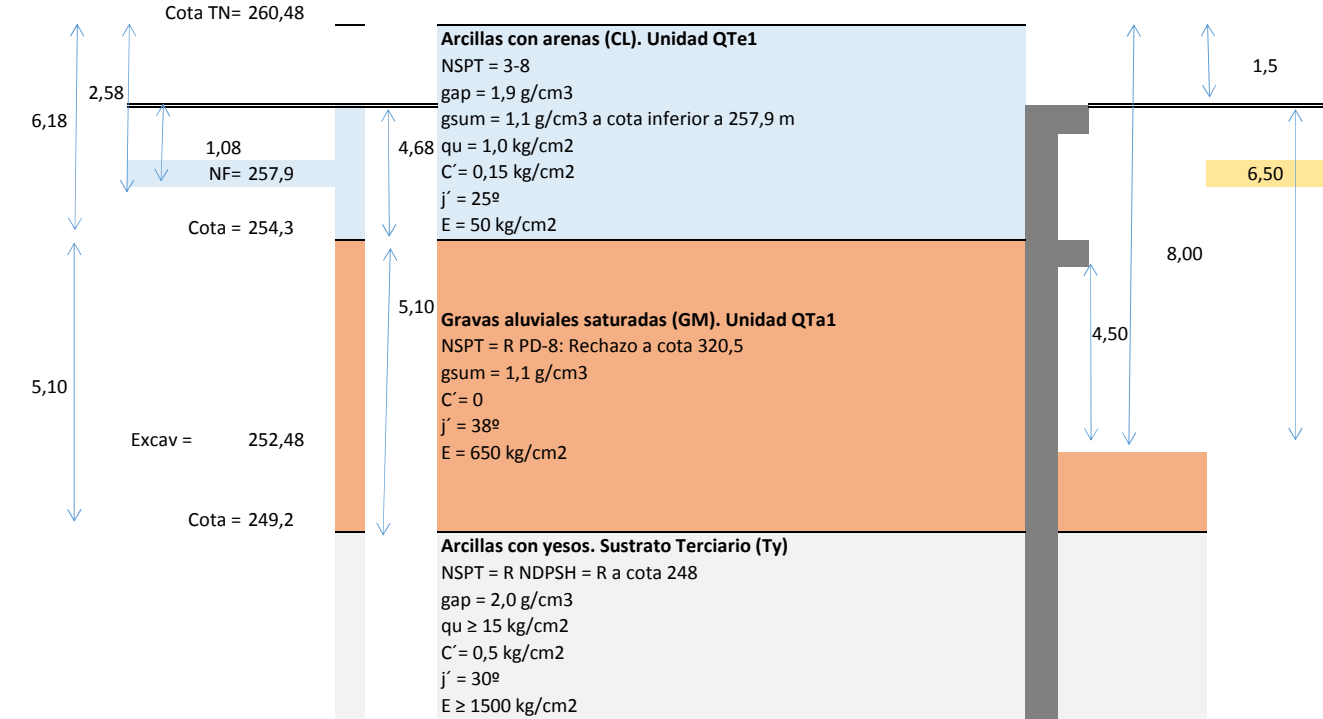 Cota TN= 260,48
Arcillas con arenas (CL). Unidad QTe1
NSPT = 3-8
gap = 1,9 g/cm3
gsum = 1,1 g/cm3 a cota inferior a 257,9 m
qu = 1,0 kg/cm2
C´= 0,15 kg/cm2
j´ = 25º
E = 50 kg/cm2
1,5
2,58
6,18
1,08
4,68
NF= 257,9
6,50
Cota = 254,3
8,00
5,10
Gravas aluviales saturadas (GM). Unidad QTa1
NSPT = R PD-8: Rechazo a cota 320,5
gsum = 1,1 g/cm3
C´= 0
j´ = 38º
E = 650 kg/cm2
4,50
5,10
Excav = 252,48
Cota = 249,2
Arcillas con yesos. Sustrato Terciario (Ty)
NSPT = R NDPSH = R a cota 248
gap = 2,0 g/cm3
qu ≥ 15 kg/cm2
C´= 0,5 kg/cm2
j´ = 30º
E ≥ 1500 kg/cm2